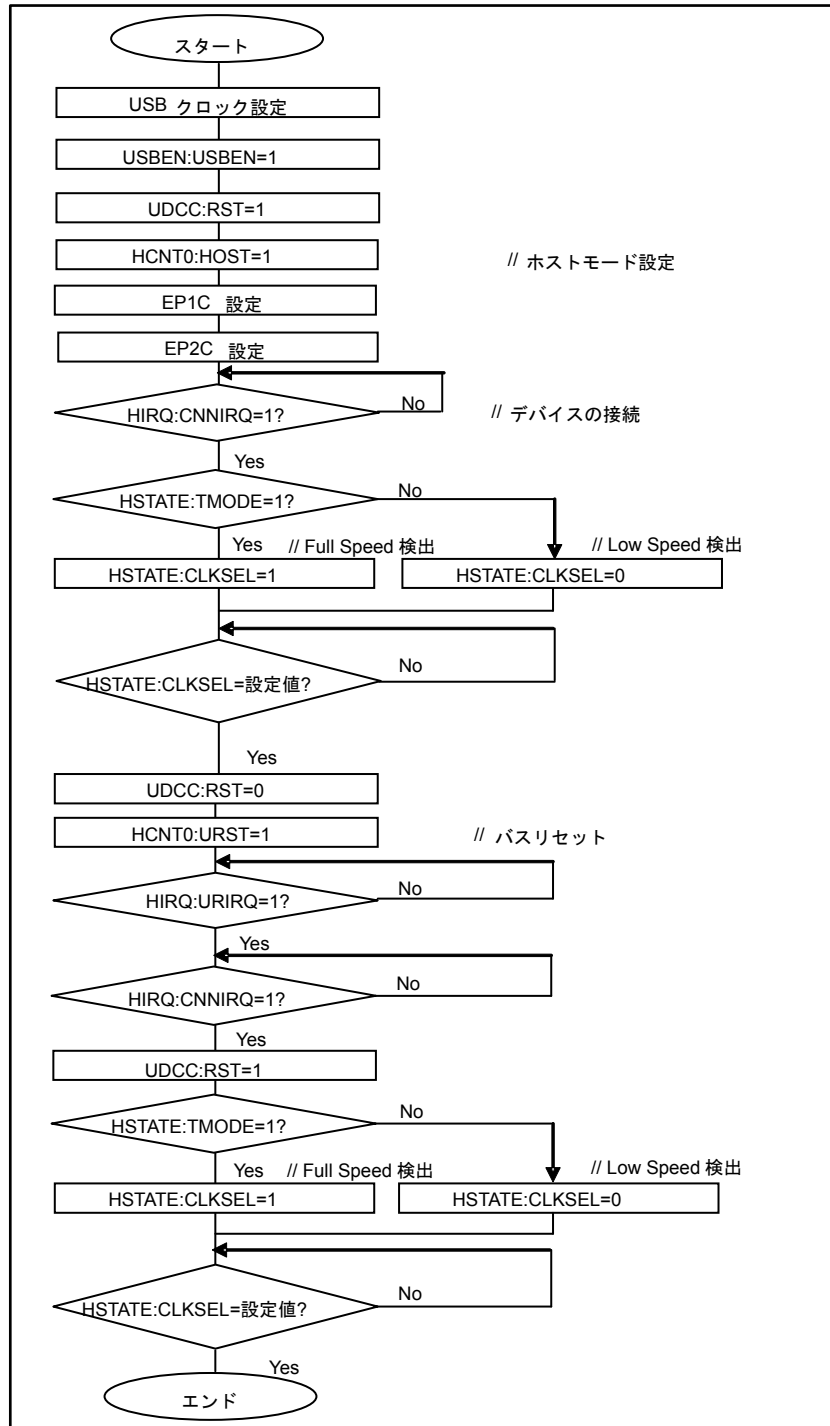 スタート
USB クロック設定
USBEN:USBEN=1
UDCC:RST=1
HCNT0:HOST=1 // ホストモード設定
EP1C 設定
EP2C 設定
HIRQ:CNNIRQ=1? No // デバイスの接続
Yes
HSTATE:TMODE=1? No
Yes // Full Speed 検出 // Low Speed 検出
HSTATE:CLKSEL=1 HSTATE:CLKSEL=0
HSTATE:CLKSEL=設定値? No
Yes
UDCC:RST=0
HCNT0:URST=1 // バスリセット
HIRQ:URIRQ=1? No
Yes
HIRQ:CNNIRQ=1? No
Yes
UDCC:RST=1
HSTATE:TMODE=1? No
Yes // Full Speed 検出 // Low Speed 検出
HSTATE:CLKSEL=1 HSTATE:CLKSEL=0
HSTATE:CLKSEL=設定値? No
Yes
エンド